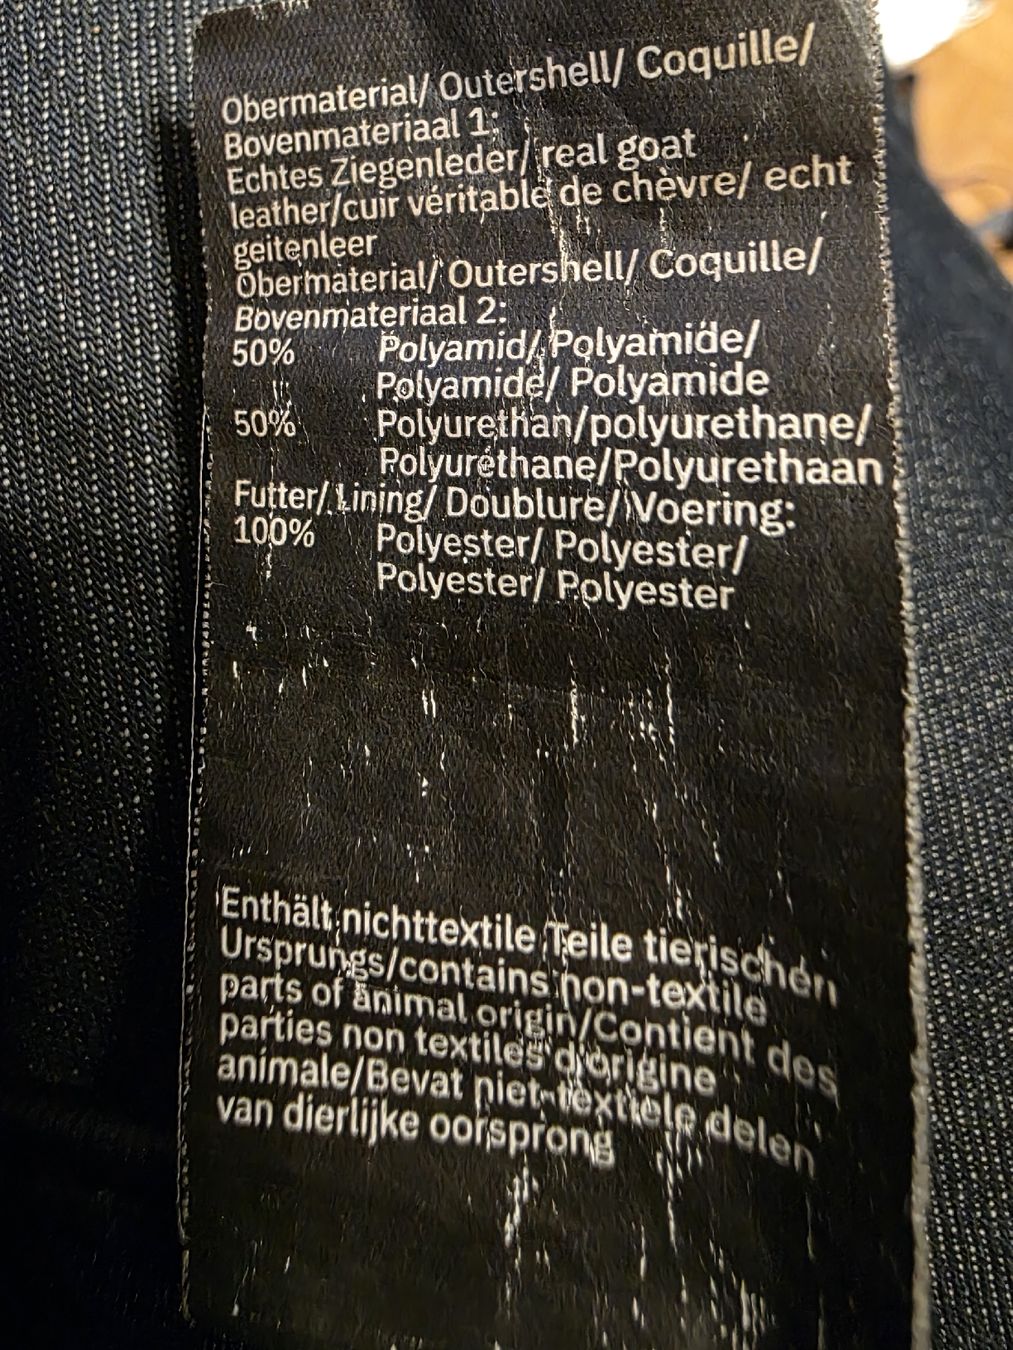 Obermaterial/ Outershell/ Coquille/
Bovenmateriaal 1:
Echtes Ziegenleder/ real goat
leather/cuir véritable de chèvre/ echt
geitenleer
Obermaterial/ Outershell/ Coquille/
Bovenmateriaal 2:
50% Polyamid/ Polyamide/
Polyamide/ Polyamide
50% Polyurethan/polyurethane/
Polyuréthane/Polyurethaan
Futter/ Lining/ Doublure/ Voering:
100% Polyester/ Polyester/
Polyester/ Polyester
Enthält nichttextile Teile tierischen
Ursprungs/contains non-textile
parts of animal origin/Contient des
parties non textiles d'origine
animale/Bevat niet-textiele delen
van dierlijke oorsprong